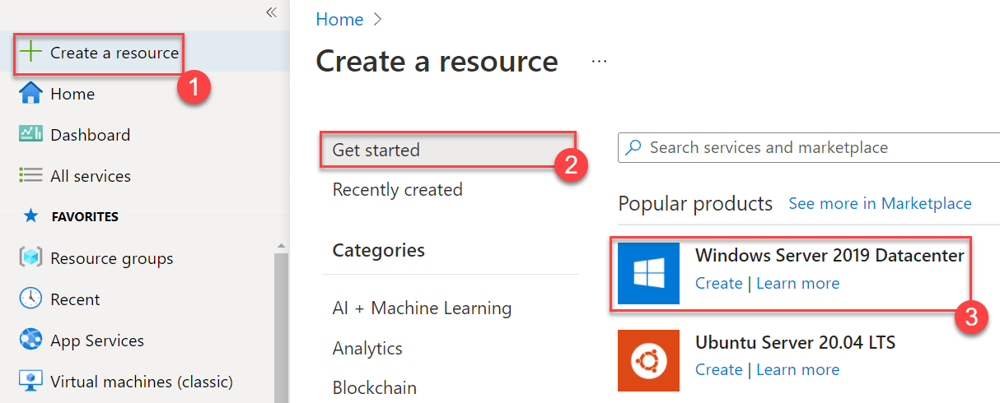 Create a resource
1
Home
Dashboard
All services
FAVORITES
Resource groups
Recent
App Services
Virtual machines (classic)
Home
Create a resource
...
Get started
2
Recently created
Categories
AI + Machine Learning
Analytics
Blockchain
Search services and marketplace
Popular products See more in Marketplace
Windows Server 2019 Datacenter
Create | Learn more
3
Ubuntu Server 20.04 LTS
Create | Learn more